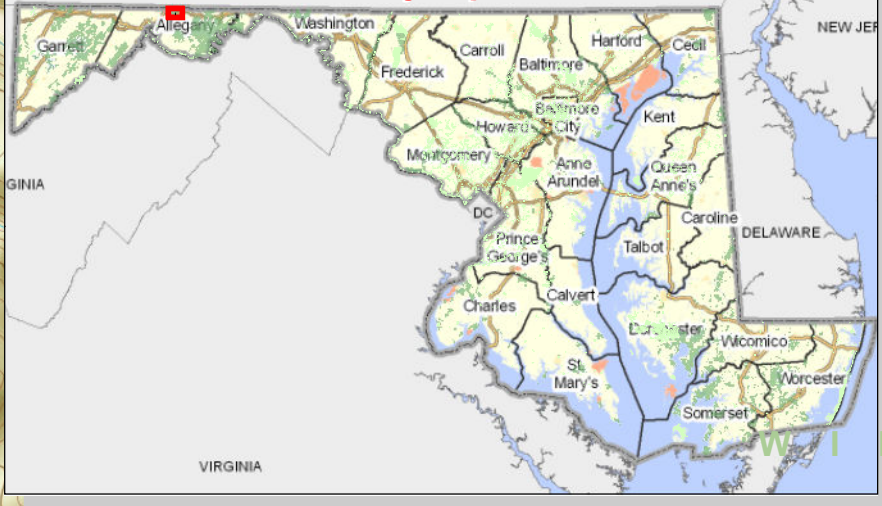 Garrett
Allegany
Washington
Frederick
Carroll
Baltimore
Harford
Cecil
NEW JER
Baltimore
City
Howard
Kent
Montgomery
Anne
Arundel
Queen
Anne's
GINIA
DC
Caroline
DELAWARE
Prince
George's
Talbot
Charles
Calvert
Dorchester
Wicomico
St.
Mary's
Worcester
Somerset
W I
VIRGINIA